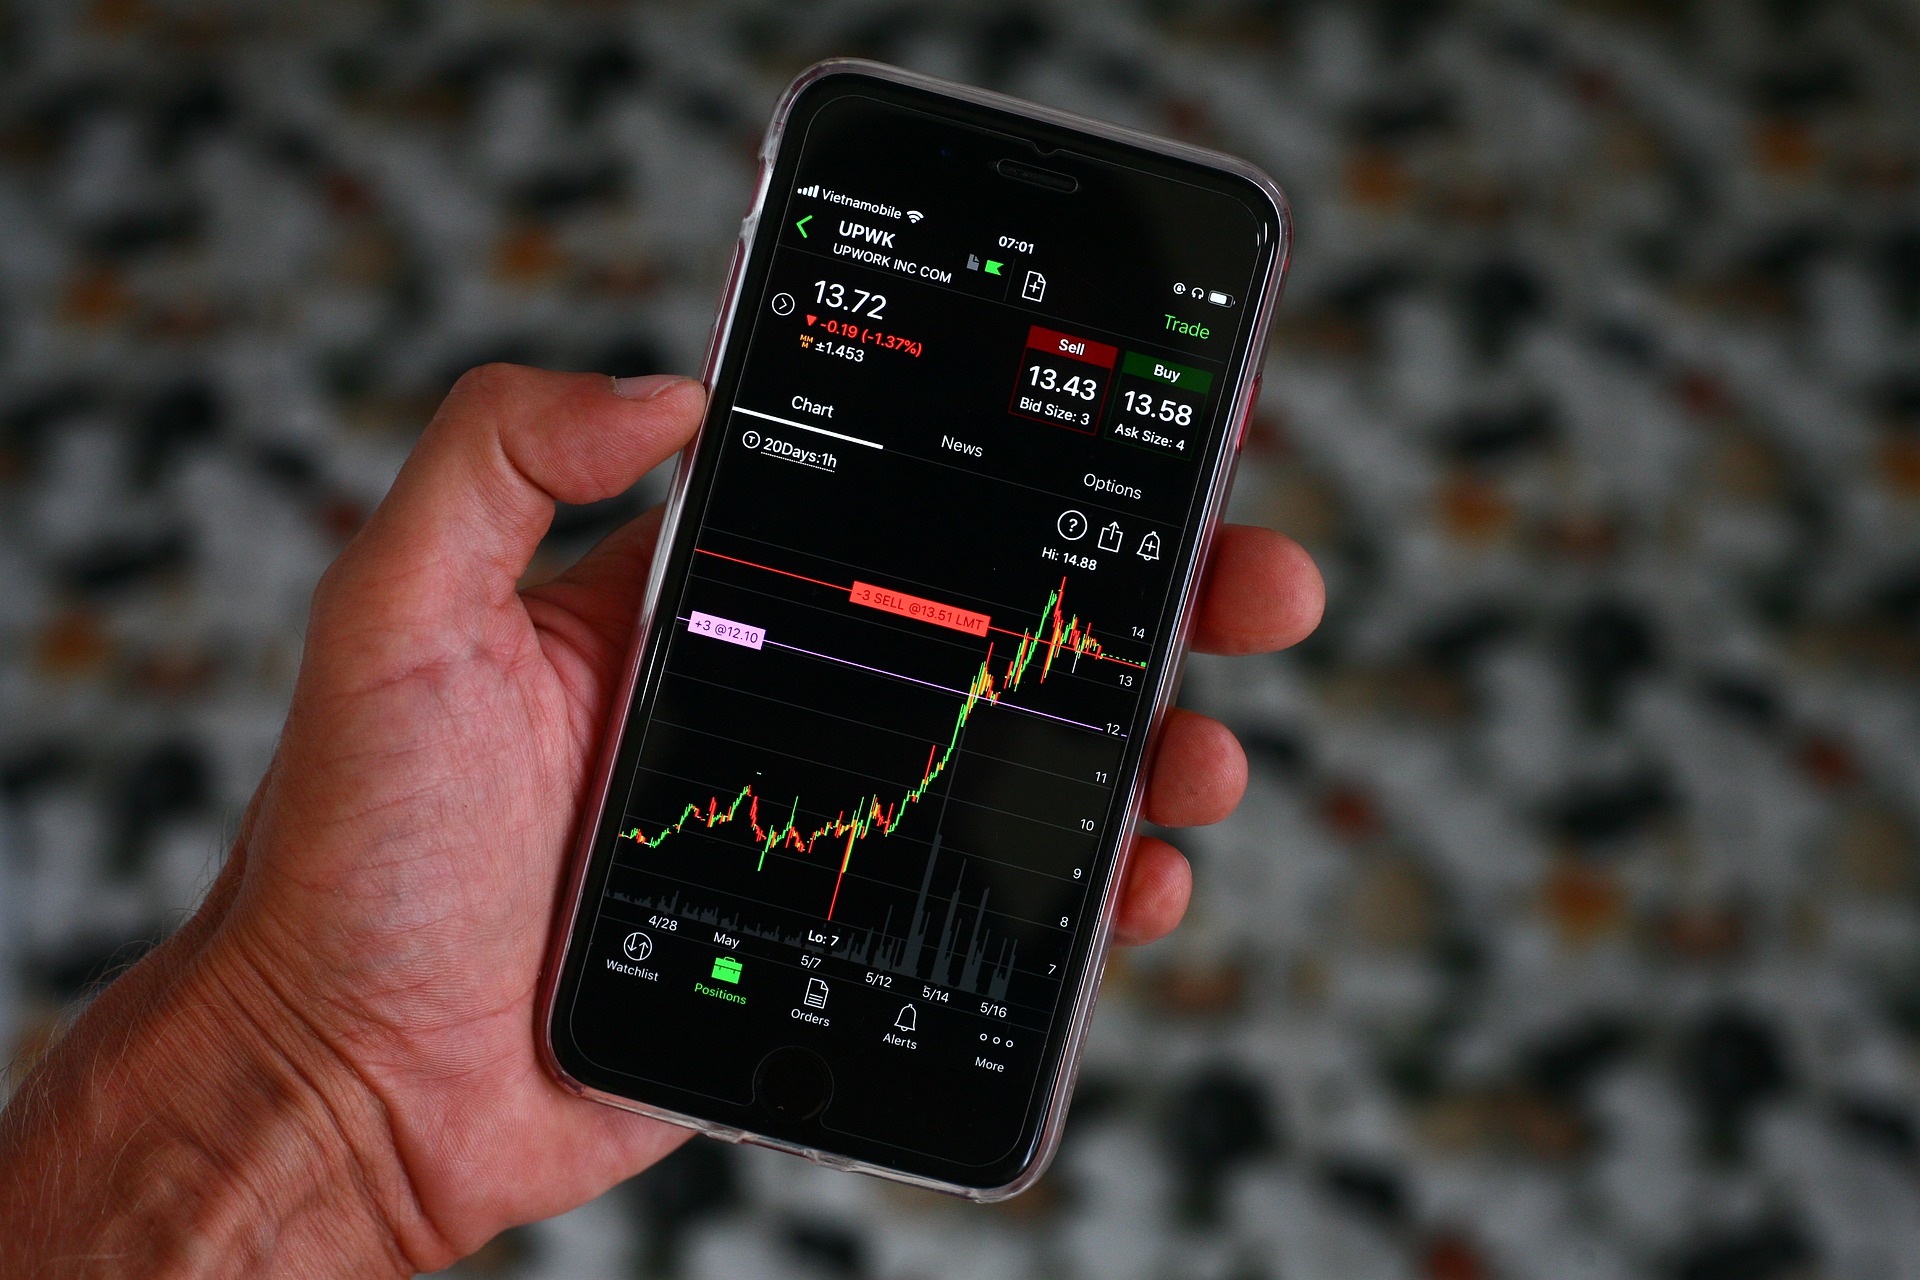 Vietnamobile
07:01
UPWK
UPWORK INC COM
Trade
13.72
-0.19 (-1.37%)
MMM ±1.453
Sell
13.43
Bid Size: 3
Buy
13.58
Ask Size: 4
Chart
News
Options
T 20Days:1h
?
Hi: 14.88
-3 SELL @13.51 LMT
+3 @12.10
14
13
12
11
10
9
8
7
Lo: 7
4/28
May
5/7
5/12
5/14
5/16
Watchlist
Positions
Orders
Alerts
More